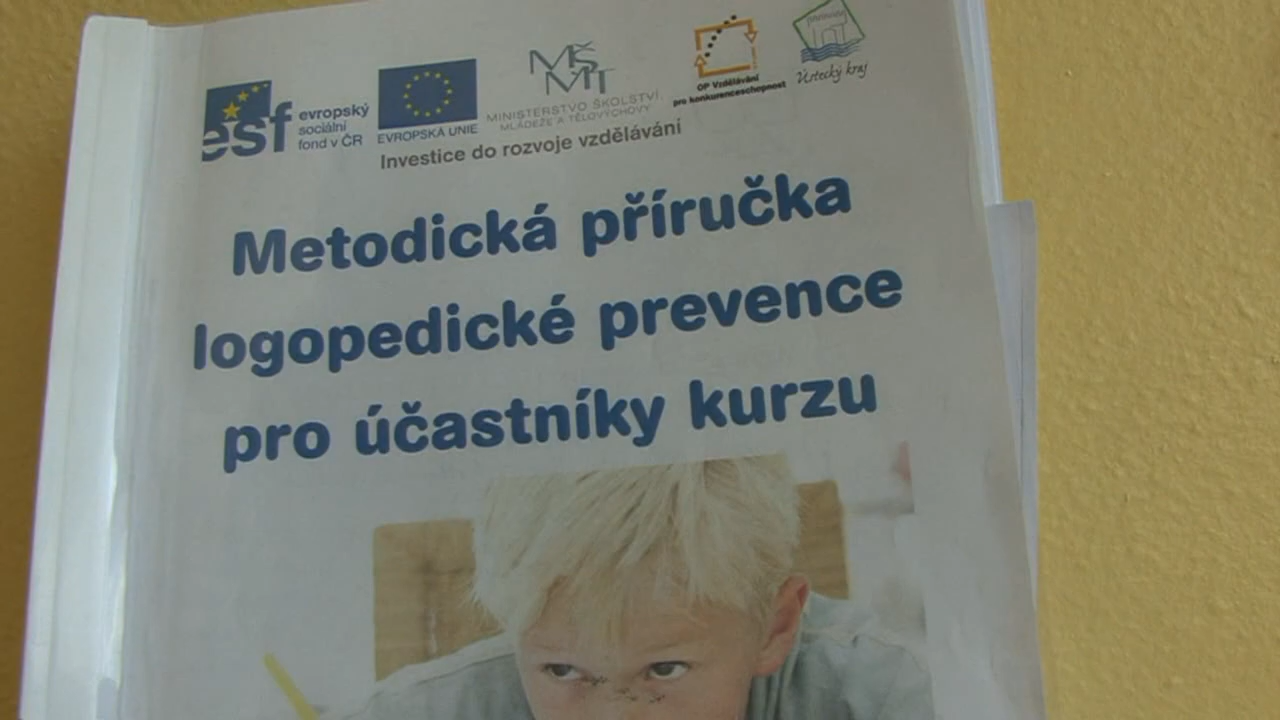 esf evropský sociální fond v ČR
EVROPSKÁ UNIE
MŠMT
MINISTERSTVO ŠKOLSTVÍ,
MLÁDEŽE A TĚLOVÝCHOVY
OP Vzdělávání
pro konkurenceschopnost
Ústecký kraj
Investice do rozvoje vzdělávání
Metodická příručka
logopedické prevence
pro účastníky kurzu